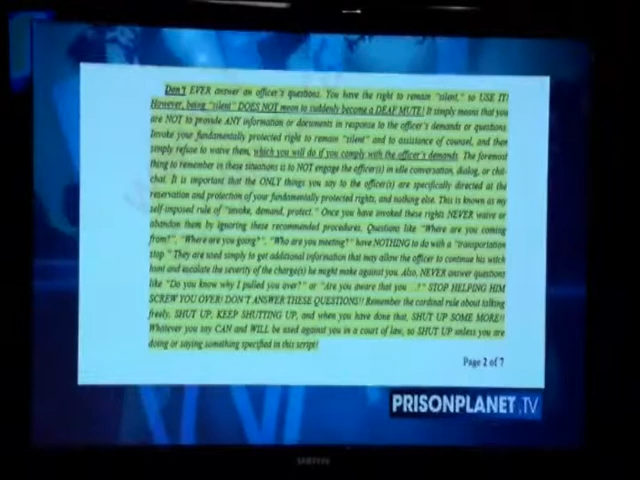 Don't EVER answer an officer's questions. You have the right to remain "silent," so USE IT!
However, being "silent" DOES NOT mean to suddenly become a DEAF MUTE! It simply means that you
are NOT to provide ANY information or documents in response to the officer's demands or questions.
Invoke your fundamentally protected right to remain "silent" and to assistance of counsel, and then
simply refuse to waive them, which you will do if you comply with the officer's demands. The foremost
thing to remember in these situations is to NOT engage the officer(s) in idle conversation, dialog, or chit-
chat. It is important that the ONLY things you say to the officer(s) are specifically directed at the
reservation and protection of your fundamentally protected rights, and nothing else. This is known as my
self-imposed rule of "invoke, demand, protect." Once you have invoked these rights NEVER waive or
abandon them by ignoring these recommended procedures. Questions like "Where are you coming
from?", "Where are you going?", "Who are you meeting?" have NOTHING to do with a "transportation
stop." They are used simply to get additional information that may allow the officer to continue his witch
hunt and escalate the severity of the charge(s) he might make against you. Also, NEVER answer questions
like "Do you know why I pulled you over?" or "Are you aware that you ...?" STOP HELPING HIM
SCREW YOU OVER! DON'T ANSWER THESE QUESTIONS!! Remember the cardinal rule about talking
freely, SHUT UP, KEEP SHUTTING UP, and when you have done that, SHUT UP SOME MORE!!
Whatever you say CAN and WILL be used against you in a court of law, so SHUT UP unless you are
doing or saying something specified in this script!
Page 2 of 7
PRISONPLANET.TV
SAMSUNG